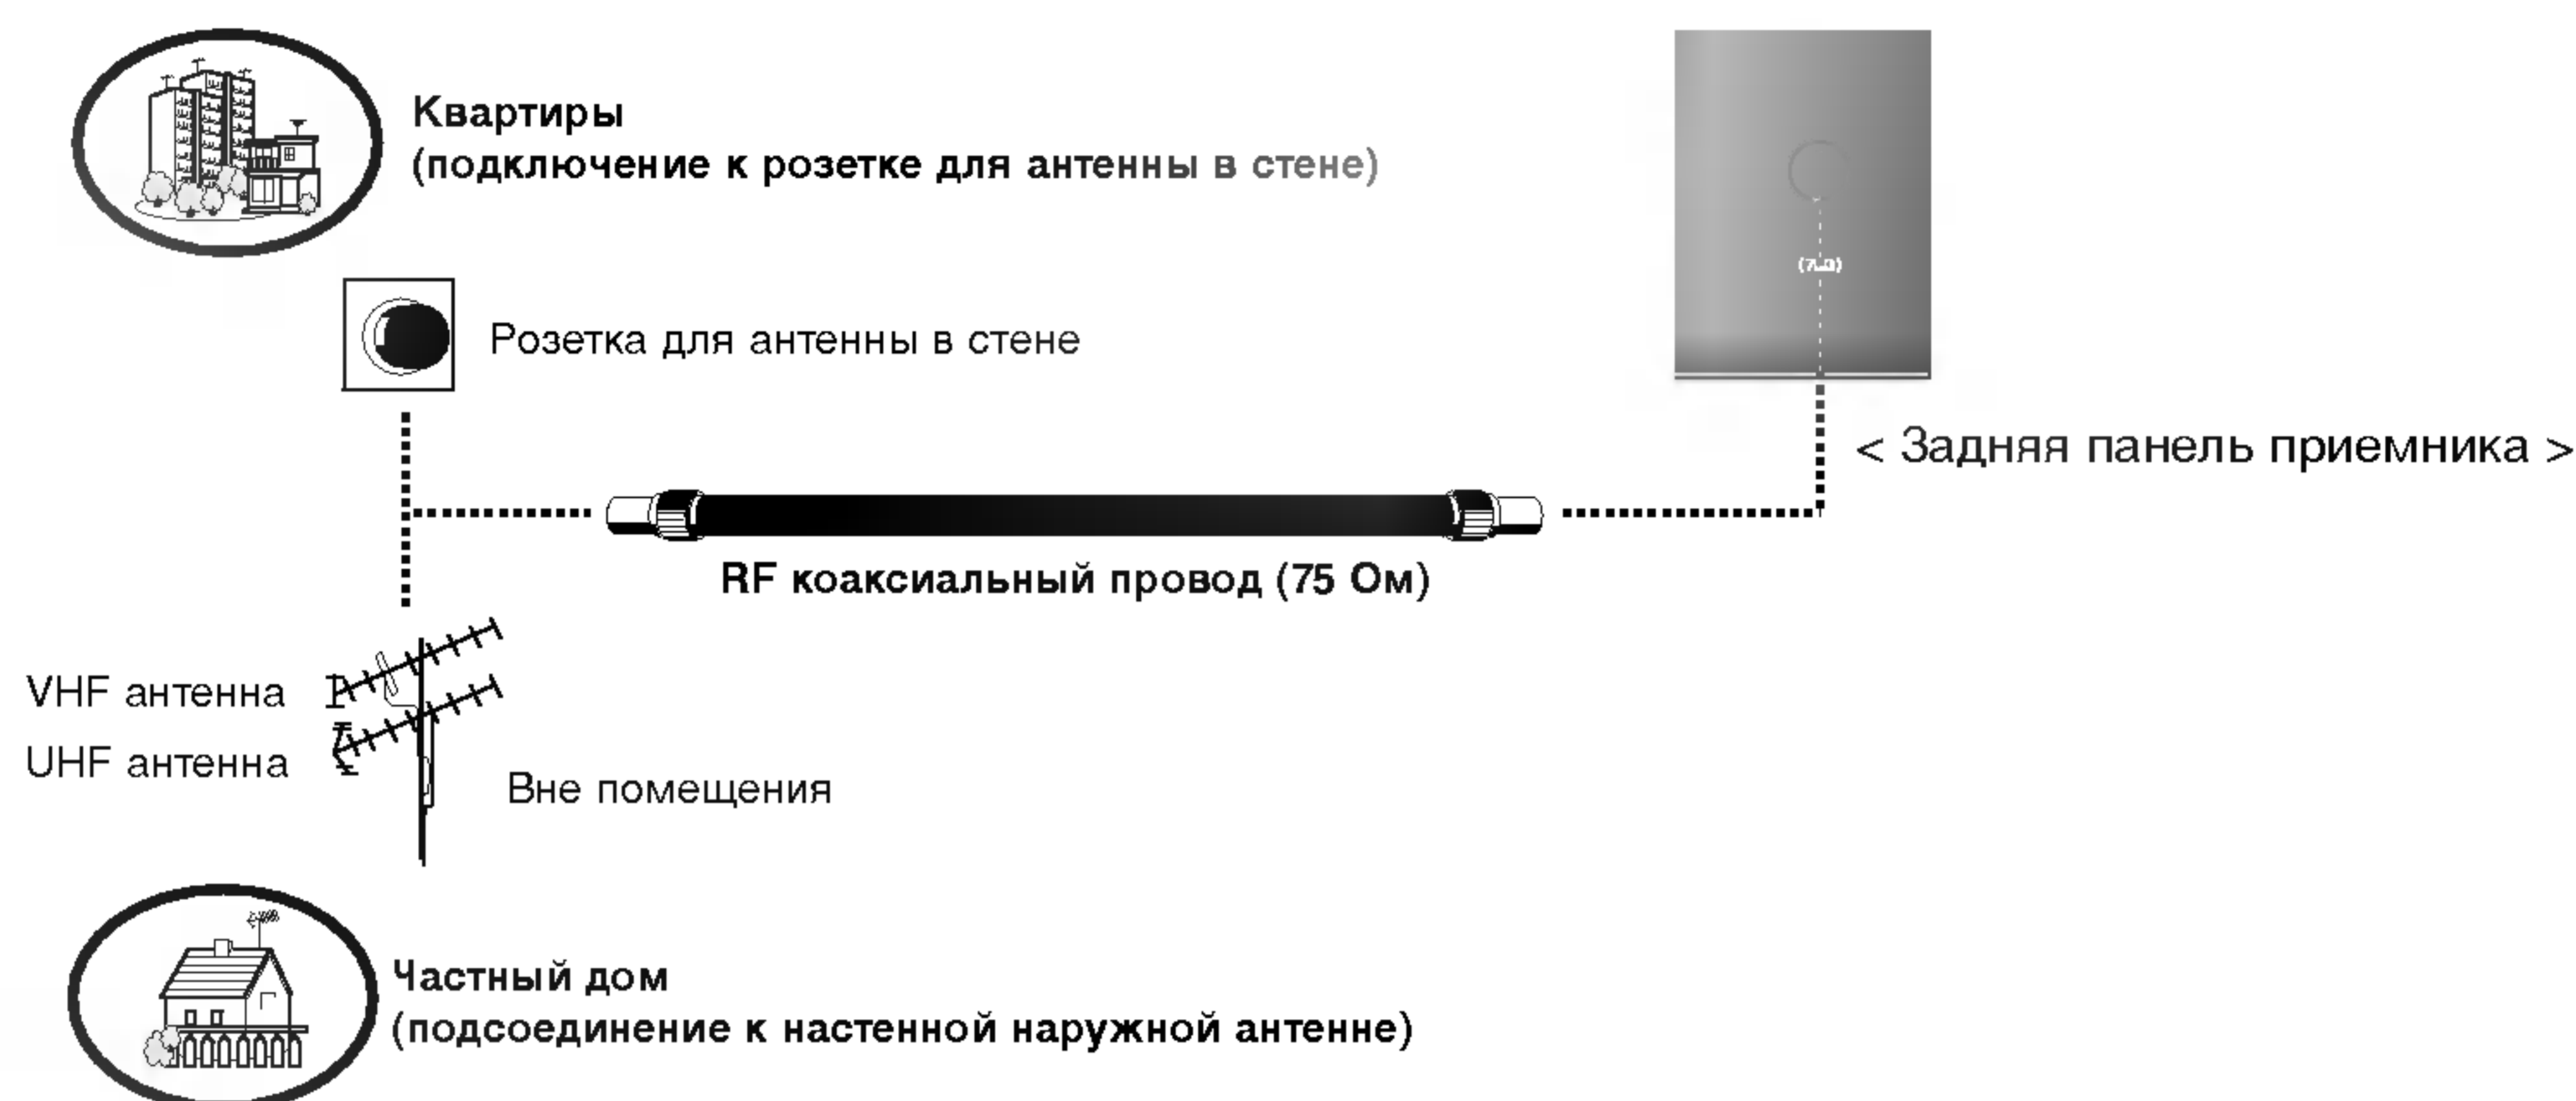 Квартиры
(подключение к розетке для антенны в стене)
Розетка для антенны в стене
< Задняя панель приемника >
RF коаксиальный провод (75 Ом)
VHF антенна
UHF антенна
Вне помещения
Частный дом
(подсоединение к настенной наружной антенне)